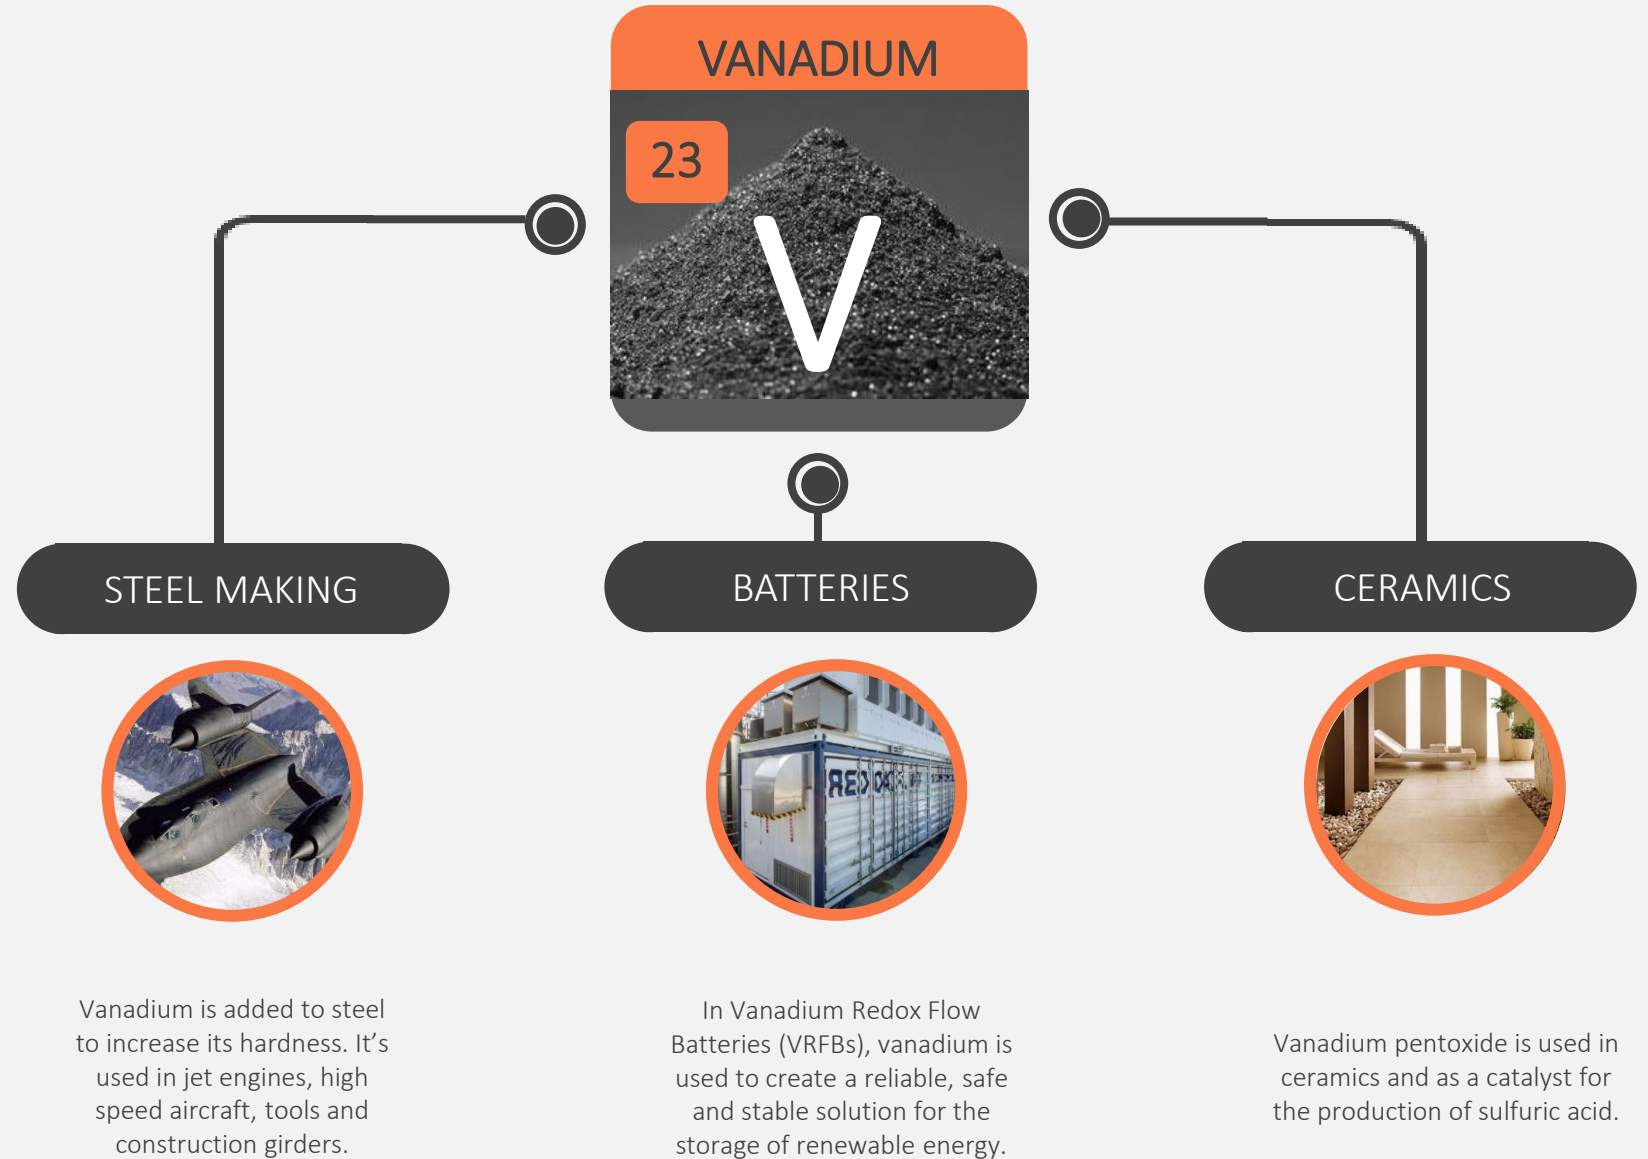 VANADIUM
23
V
STEEL MAKING
BATTERIES
CERAMICS
Vanadium is added to steel
to increase its hardness. It’s
used in jet engines, high
speed aircraft, tools and
construction girders.
In Vanadium Redox Flow
Batteries (VRFBs), vanadium is
used to create a reliable, safe
and stable solution for the
storage of renewable energy.
Vanadium pentoxide is used in
ceramics and as a catalyst for
the production of sulfuric acid.